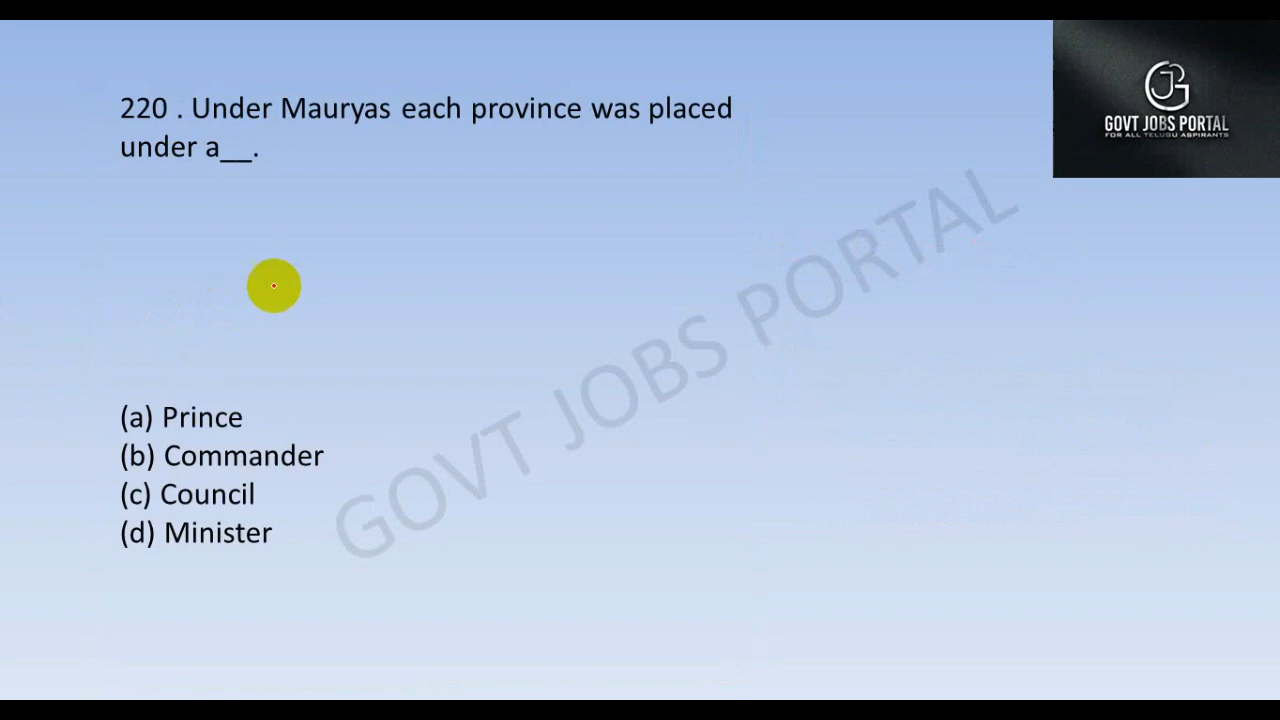 220 . Under Mauryas each province was placed
under a__.
(a) Prince
(b) Commander
(c) Council
(d) Minister
GOVT JOBS PORTAL
GJP
GOVT JOBS PORTAL
FOR ALL TELUGU ASPIRANTS